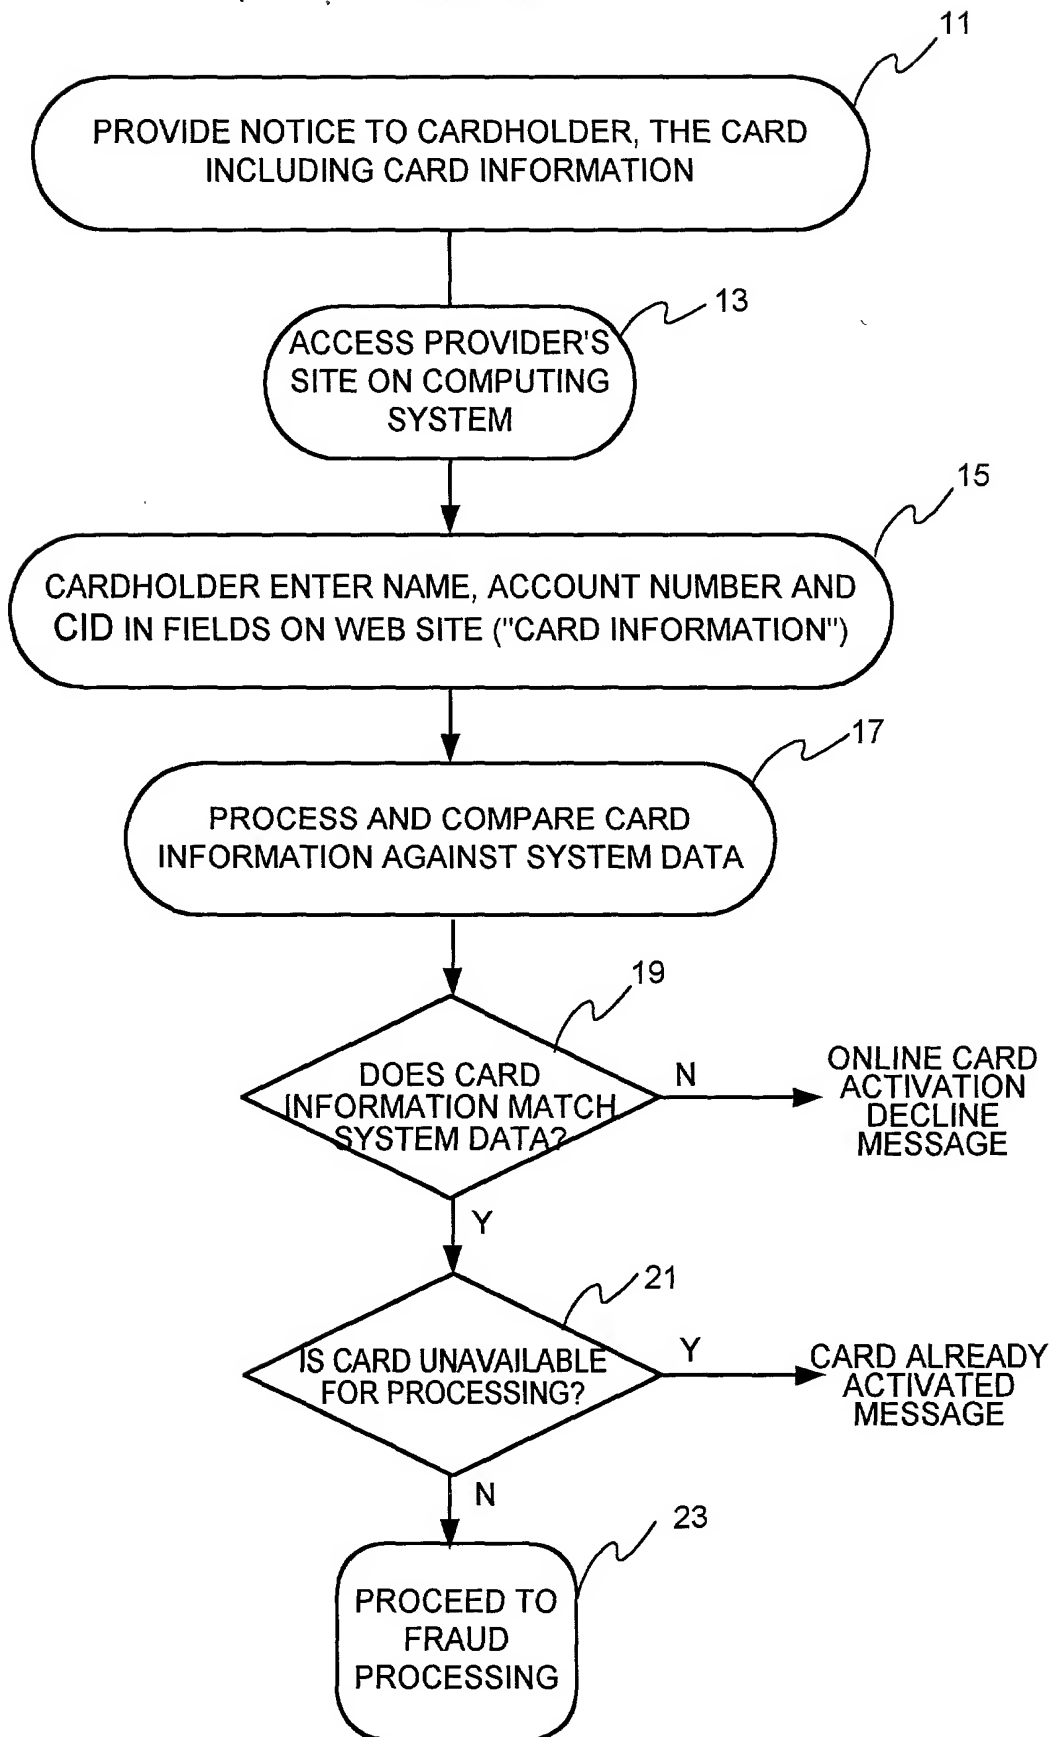 11
PROVIDE NOTICE TO CARDHOLDER, THE CARD
INCLUDING CARD INFORMATION
13
ACCESS PROVIDER'S
SITE ON COMPUTING
SYSTEM
15
CARDHOLDER ENTER NAME, ACCOUNT NUMBER AND
CID IN FIELDS ON WEB SITE ("CARD INFORMATION")
17
PROCESS AND COMPARE CARD
INFORMATION AGAINST SYSTEM DATA
19
DOES CARD
INFORMATION MATCH
SYSTEM DATA?
N
ONLINE CARD
ACTIVATION
DECLINE
MESSAGE
Y
21
IS CARD UNAVAILABLE
FOR PROCESSING?
Y
CARD ALREADY
ACTIVATED
MESSAGE
N
23
PROCEED TO
FRAUD
PROCESSING